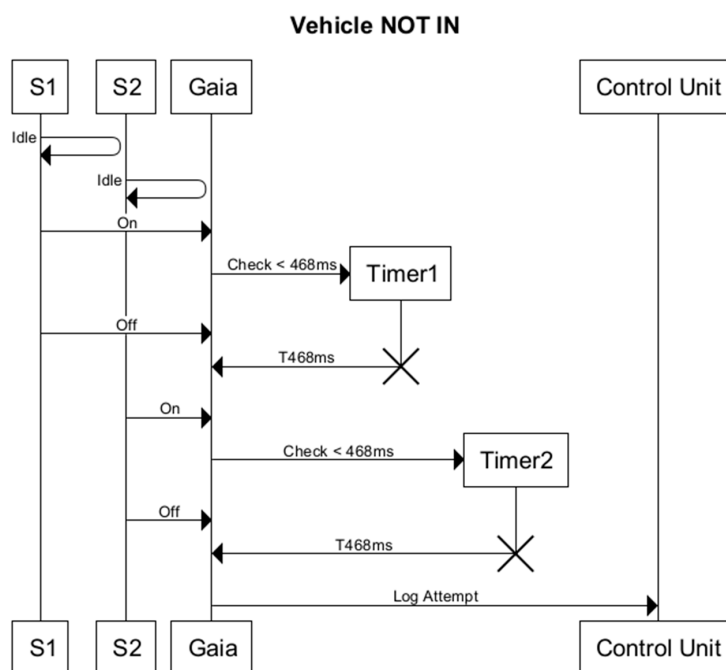 Vehicle NOT IN
S1 S2 Gaia Control Unit
Idle
Idle
On
Check < 468ms Timer1
Off
T468ms
On
Check < 468ms Timer2
Off
T468ms
Log Attempt
S1 S2 Gaia Control Unit